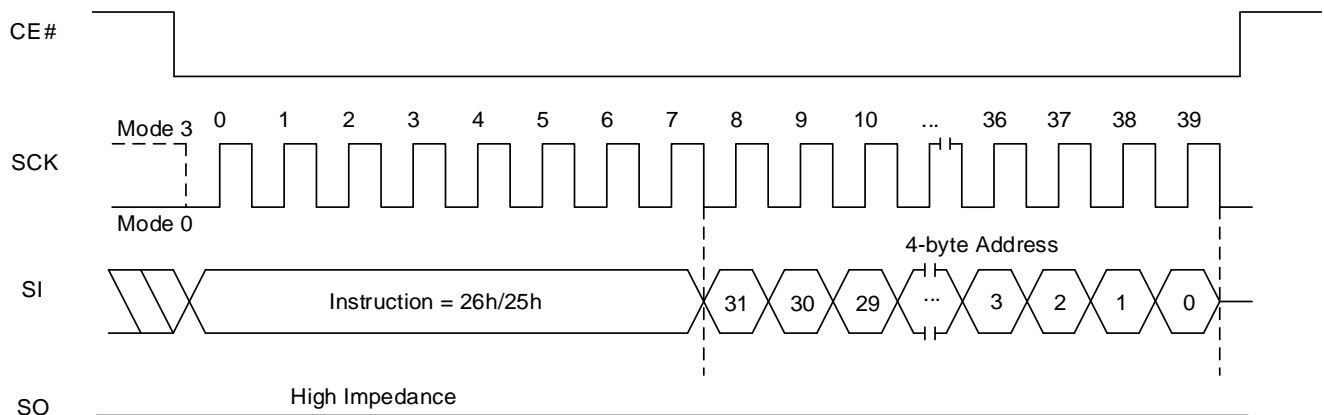 CE#
Mode 3 0 1 2 3 4 5 6 7 8 9 10 ... 36 37 38 39
SCK
Mode 0
4-byte Address
SI Instruction = 26h/25h 31 30 29 ... 3 2 1 0
High Impedance
SO